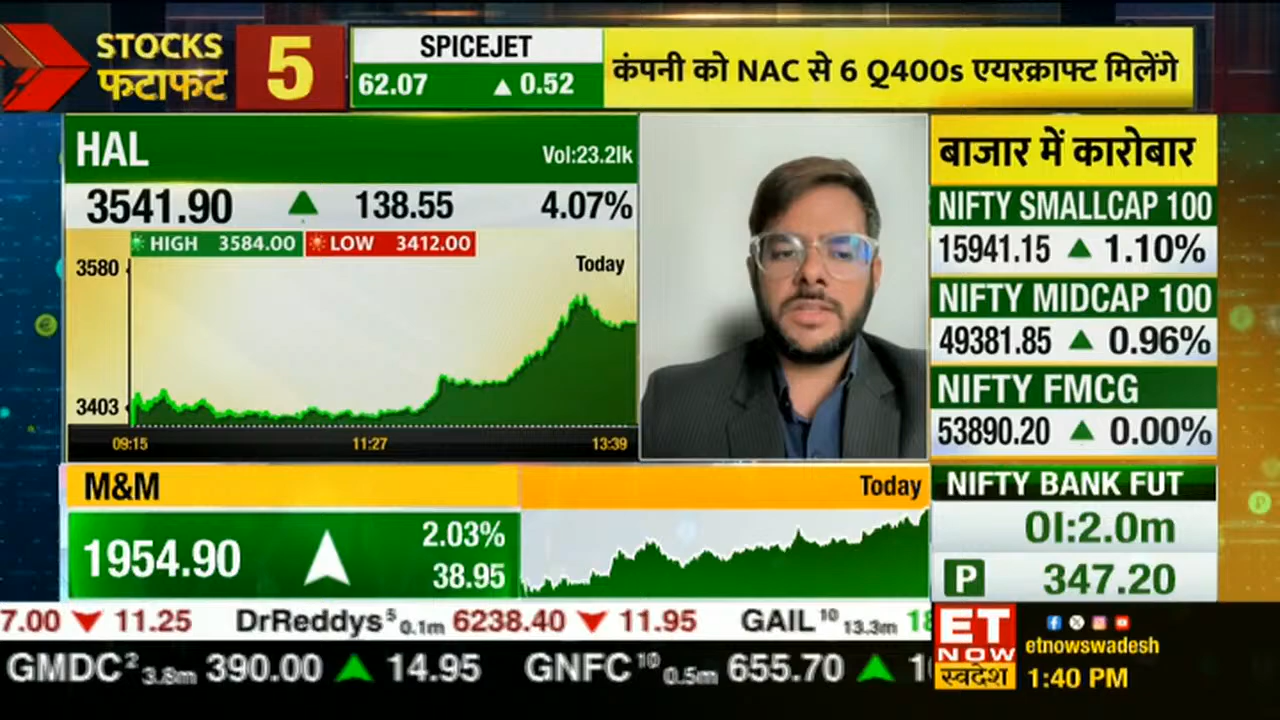 STOCKS
फटाफट
5
SPICEJET
62.07 ▲ 0.52
कंपनी को NAC से 6 Q400s एयरक्राफ्ट मिलेंगे
HAL Vol:23.2lk
3541.90 ▲ 138.55 4.07%
HIGH 3584.00 LOW 3412.00
3580 Today
3403
09:15 11:27 13:39
बाजार में कारोबार
NIFTY SMALLCAP 100
15941.15 ▲ 1.10%
NIFTY MIDCAP 100
49381.85 ▲ 0.96%
NIFTY FMCG
53890.20 ▲ 0.00%
M&M Today
1954.90 ▲ 2.03%
38.95
NIFTY BANK FUT
OI:2.0m
P 347.20
7.00 ▼ 11.25 DrReddys 5 0.1m 6238.40 ▼ 11.95 GAIL 10 13.3m 18
GMDC 2 3.8m 390.00 ▲ 14.95 GNFC 10 0.5m 655.70 ▲ 1
ET
NOW
स्वदेश
etnowswadesh
1:40 PM